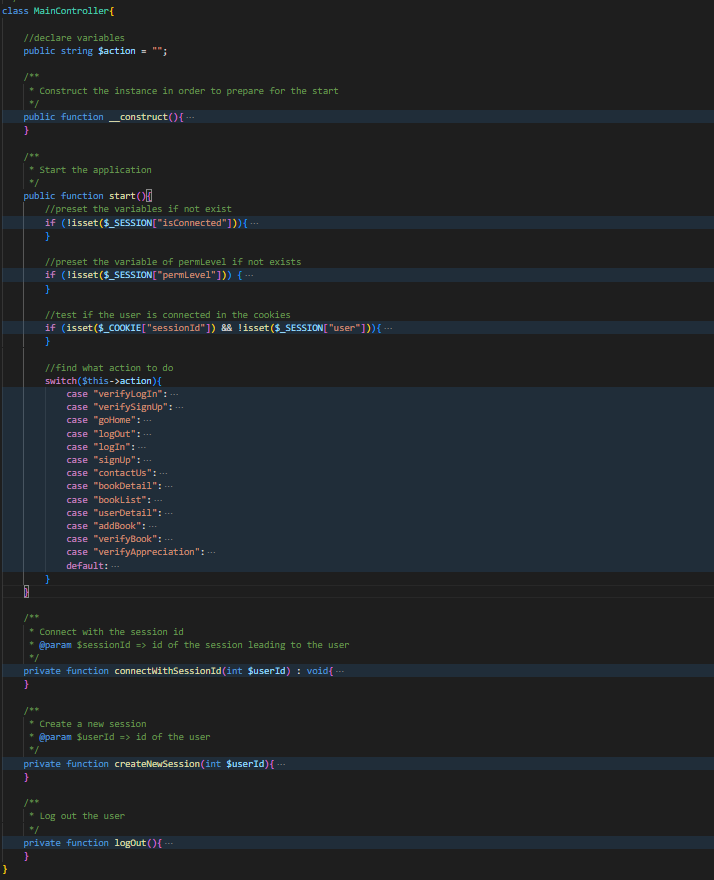 class MainController{
//declare variables
public string $action = "";
/**
* Construct the instance in order to prepare for the start
*/
public function __construct(){ ···
}
/**
* Start the application
*/
public function start(){
//preset the variables if not exist
if (!isset($_SESSION["isConnected"])){ ···
}
//preset the variable of permLevel if not exists
if (!isset($_SESSION["permLevel"])) { ···
}
//test if the user is connected in the cookies
if (isset($_COOKIE["sessionId"]) && !isset($_SESSION["user"])){ ···
}
//find what action to do
switch($this->action){
case "verifyLogIn": ···
case "verifySignUp": ···
case "goHome": ···
case "logOut": ···
case "logIn": ···
case "signUp": ···
case "contactUs": ···
case "bookDetail": ···
case "bookList": ···
case "userDetail": ···
case "addBook": ···
case "verifyBook": ···
case "verifyAppreciation": ···
default: ···
}
}
/**
* Connect with the session id
* @param $sessionId => id of the session leading to the user
*/
private function connectWithSessionId(int $userId) : void{ ···
}
/**
* Create a new session
* @param $userId => id of the user
*/
private function createNewSession(int $userId){ ···
}
/**
* Log out the user
*/
private function logOut(){ ···
}
}